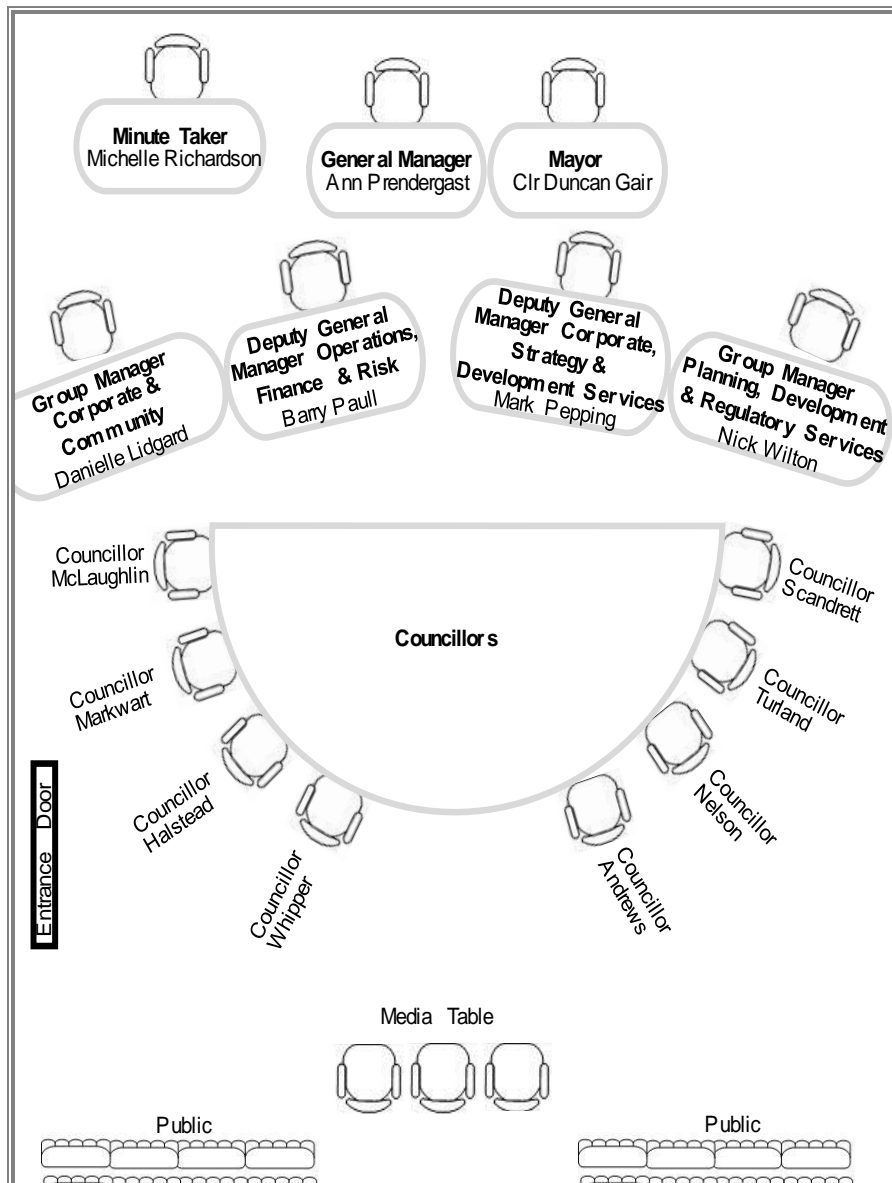 Minute Taker
Michelle Richardson
General Manager
Ann Prendergast
Mayor
Clr Duncan Gair
Group Manager
Corporate &
Community
Danielle Lidgard
Deputy General
Manager Operations,
Finance & Risk
Barry Paull
Deputy General
Manager Corporate,
Strategy &
Development Services
Mark Pepping
Group Manager
Planning, Development
& Regulatory Services
Nick Wilton
Councillor
McLaughlin
Councillor
Markwart
Councillor
Halstead
Councillor
Whipper
Councillors
Councillor
Scandrett
Councillor
Turland
Councillor
Nelson
Councillor
Andrews
Entrance Door
Media Table
Public
Public